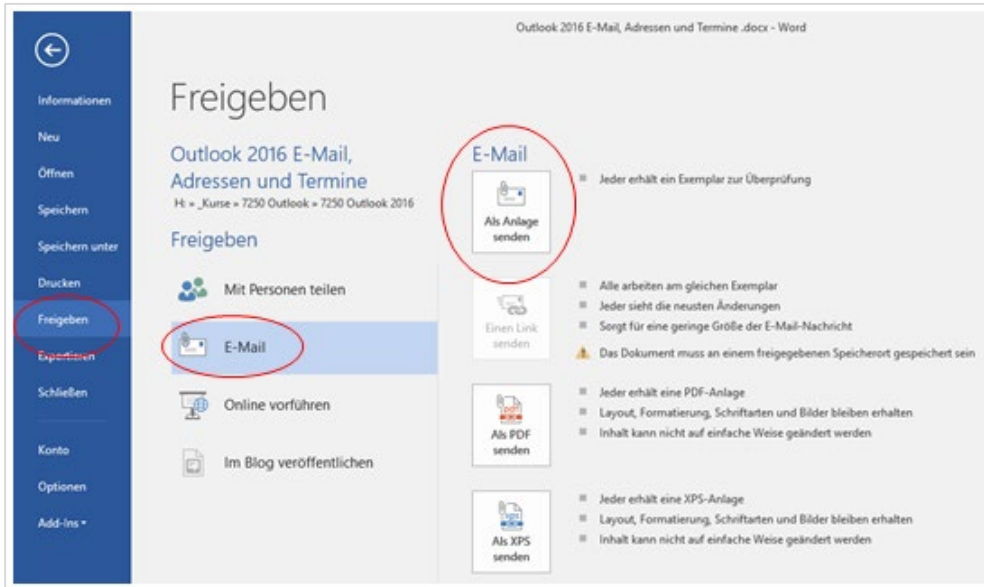 Outlook 2016 E-Mail, Adressen und Termine .docx - Word
Informationen
Neu
Öffnen
Speichern
Speichern unter
Drucken
Freigeben
Exportieren
Schließen
Konto
Optionen
Add-Ins
Freigeben
Outlook 2016 E-Mail,
Adressen und Termine
H: » _Kurse » 7250 Outlook » 7250 Outlook 2016
Freigeben
Mit Personen teilen
E-Mail
Online vorführen
Im Blog veröffentlichen
E-Mail
Als Anlage
senden
Jeder erhält ein Exemplar zur Überprüfung
Einen Link
senden
Alle arbeiten am gleichen Exemplar
Jeder sieht die neusten Änderungen
Sorgt für eine geringe Größe der E-Mail-Nachricht
Das Dokument muss an einem freigegebenen Speicherort gespeichert sein
Als PDF
senden
Jeder erhält eine PDF-Anlage
Layout, Formatierung, Schriftarten und Bilder bleiben erhalten
Inhalt kann nicht auf einfache Weise geändert werden
Als XPS
senden
Jeder erhält eine XPS-Anlage
Layout, Formatierung, Schriftarten und Bilder bleiben erhalten
Inhalt kann nicht auf einfache Weise geändert werden